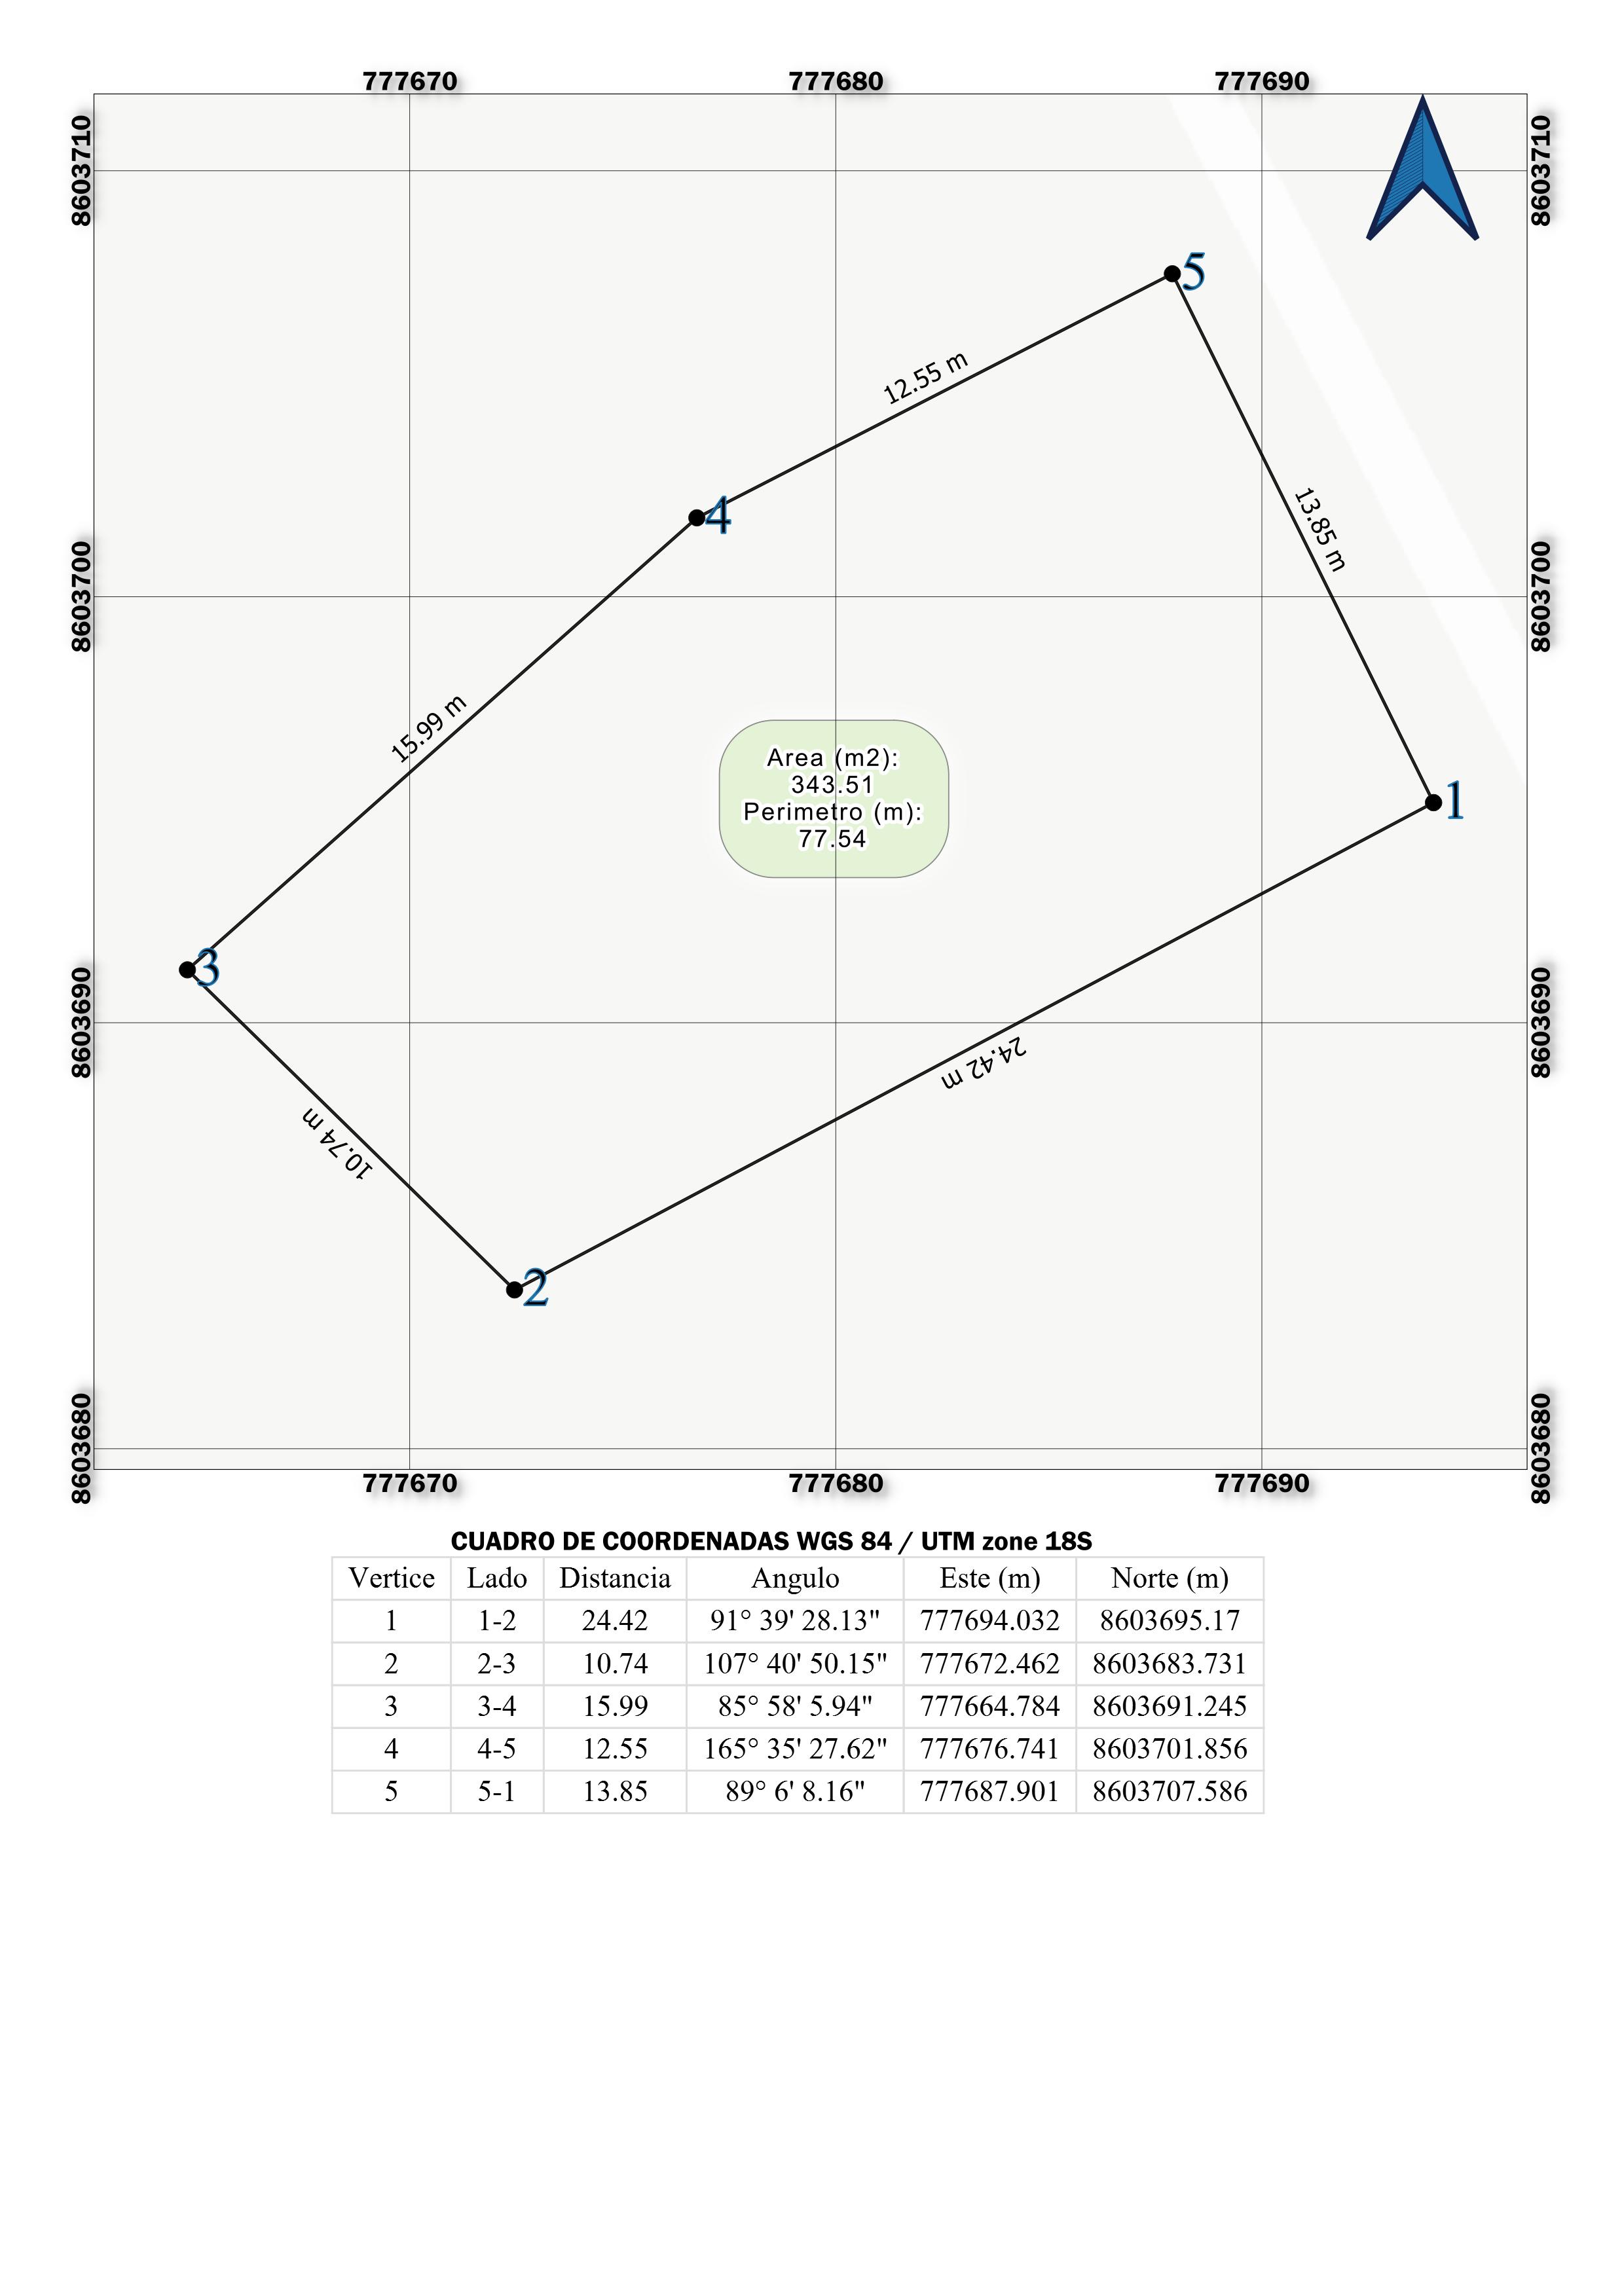 777670 777680 777690
8603710 8603710
5
12.55 m
4
13.85 m
8603700 8603700
15.99 m
Area (m2):
343.51
Perimetro (m):
77.54
1
3
8603690 8603690
24.42 m
10.74 m
2
8603680 8603680
777670 777680 777690
CUADRO DE COORDENADAS WGS 84 / UTM zone 18S
Vertice Lado Distancia Angulo Este (m) Norte (m)
1 1-2 24.42 91° 39' 28.13" 777694.032 8603695.17
2 2-3 10.74 107° 40' 50.15" 777672.462 8603683.731
3 3-4 15.99 85° 58' 5.94" 777664.784 8603691.245
4 4-5 12.55 165° 35' 27.62" 777676.741 8603701.856
5 5-1 13.85 89° 6' 8.16" 777687.901 8603707.586